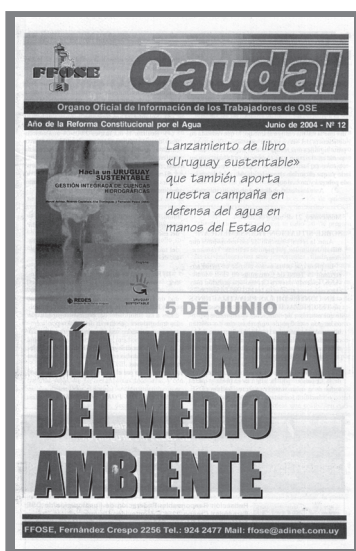 FFOSE
Caudal
Organo Oficial de Información de los Trabajadores de OSE
Año de la Reforma Constitucional por el Agua
Junio de 2004 - Nº 12
Hacia un URUGUAY
SUSTENTABLE
GESTIÓN INTEGRADA DE CUENCAS
HIDROGRÁFICAS
REDES
URUGUAY
SUSTENTABLE
Lanzamiento de libro
«Uruguay sustentable»
que también aporta
nuestra campaña en
defensa del agua en
manos del Estado
5 DE JUNIO
DÍA MUNDIAL
DEL MEDIO
AMBIENTE
FFOSE, Fernández Crespo 2256 Tel.: 924 2477 Mail: ffose@adinet.com.uy